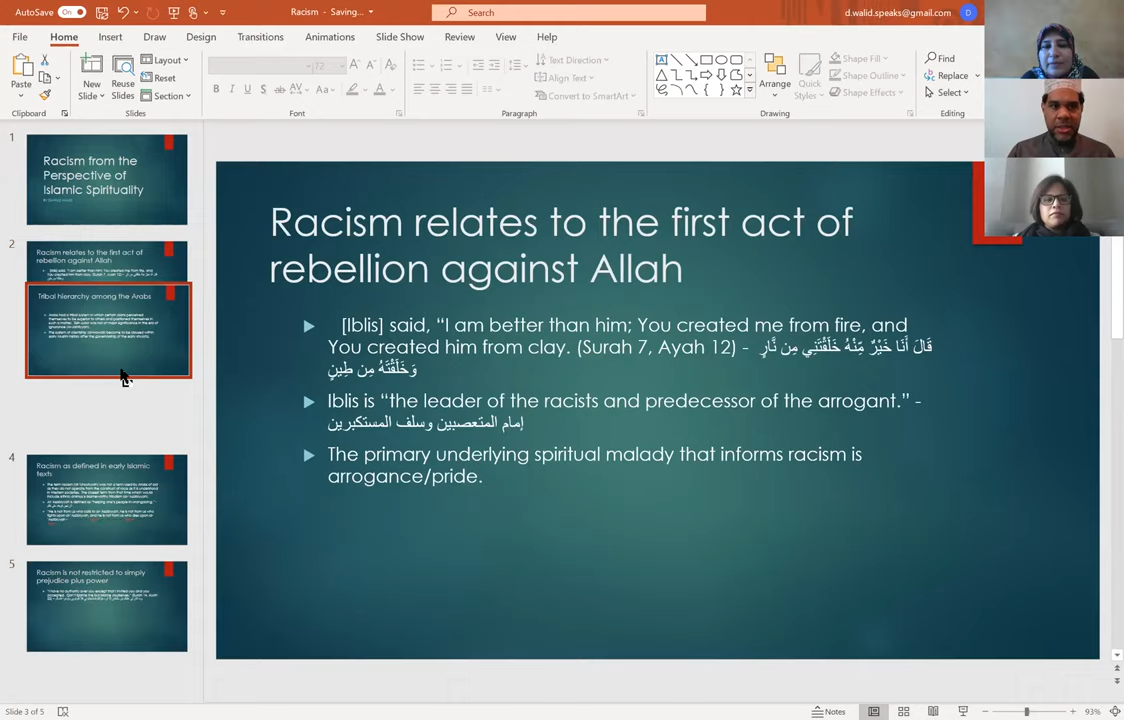 AutoSave
On
Racism - Saving...
Search
d.walid.speaks@gmail.com
D
File
Home
Insert
Draw
Design
Transitions
Animations
Slide Show
Review
View
Help
Paste
Clipboard
New
Slide
Reuse
Slides
Layout
Reset
Section
Slides
72
Font
Text Direction
Align Text
Convert to SmartArt
Paragraph
Arrange
Quick
Styles
Shape Fill
Shape Outline
Shape Effects
Drawing
Find
Replace
Select
Editing
1
Racism from the
Perspective of
Islamic Spirituality
2
Racism relates to the first act of
rebellion against Allah
Tribal hierarchy among the Arabs
4
Racism as defined in early Islamic
texts
5
Racism is not restricted to simply
prejudice plus power
Racism relates to the first act of
rebellion against Allah
[Iblis] said, “I am better than him; You created me from fire, and
You created him from clay. (Surah 7, Ayah 12) - قَالَ أَنَا خَيْرٌ مِّنْهُ خَلَقْتَنِي مِن نَّارٍ
وَخَلَقْتَهُ مِن طِينٍ
Iblis is “the leader of the racists and predecessor of the arrogant.” -
إمام المتعصبين وسلف المستكبرين
The primary underlying spiritual malady that informs racism is
arrogance/pride.
Slide 3 of 5
Notes
93%